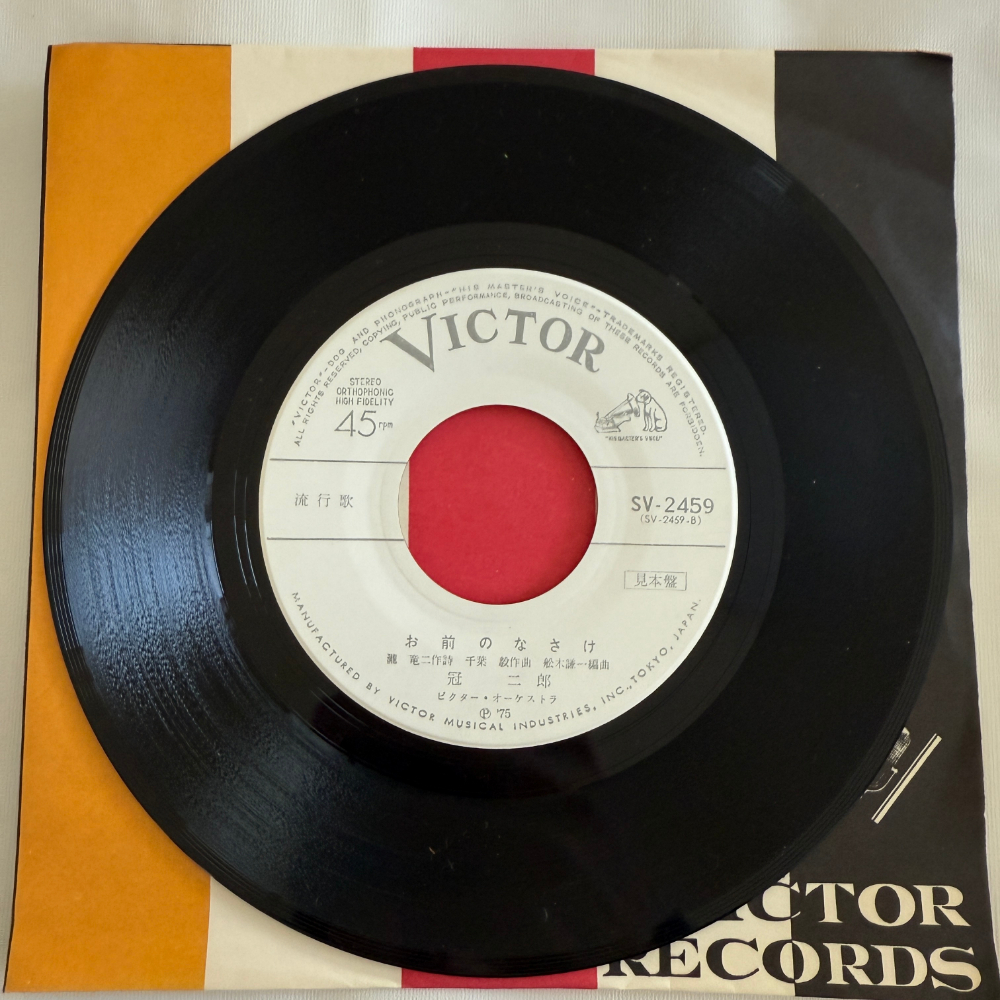 "VICTOR"-DOG AND PHONOGRAPH-"HIS MASTER'S VOICE"-TRADEMARKS REGISTERED.
ALL RIGHTS RESERVED, COPYING, PUBLIC PERFORMANCE, BROADCASTING OF THESE RECORDS ARE FORBIDDEN.
VICTOR
STEREO
ORTHOPHONIC
HIGH FIDELITY
45 rpm
"HIS MASTER'S VOICE"
流行歌
SV-2459
(SV-2459-B)
見本盤
お前のなさけ
瀧 竜二作詩 千葉 毅作曲 舩木謙一編曲
冠 二郎
ビクター・オーケストラ
Ⓟ '75
MANUFACTURED BY VICTOR MUSICAL INDUSTRIES, INC., TOKYO, JAPAN.
VICTOR
RECORDS